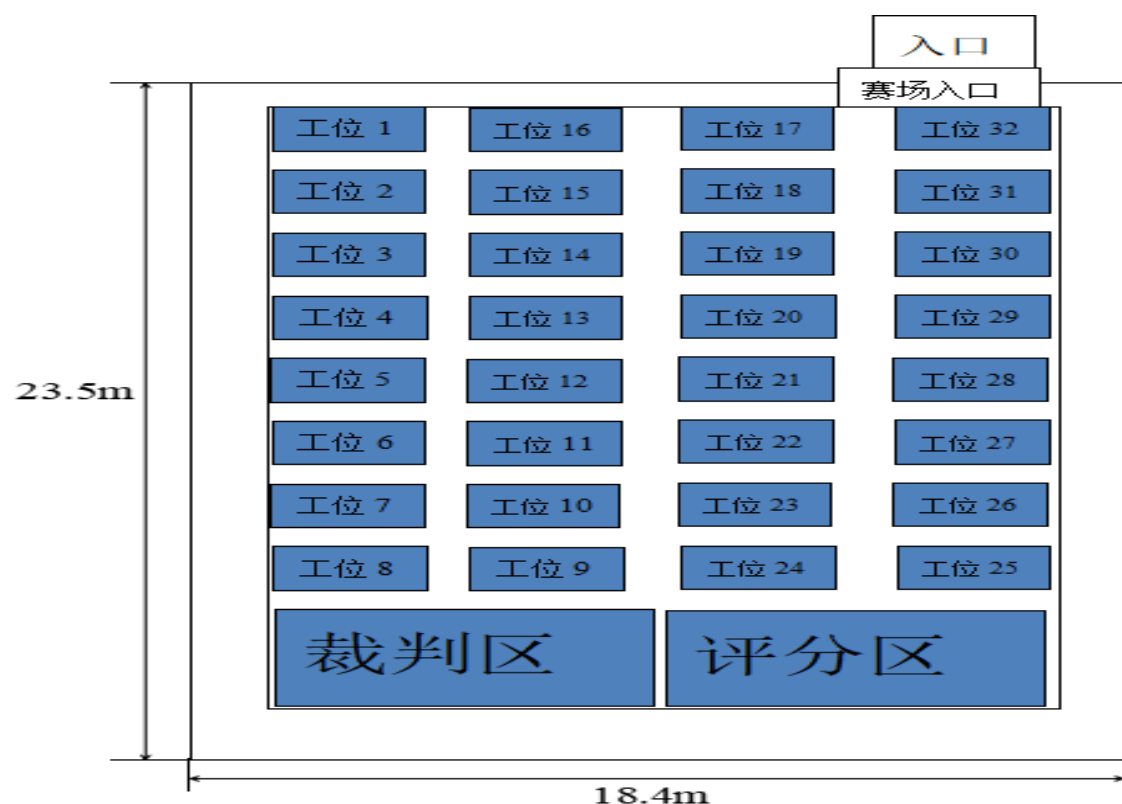 入口
赛场入口
工位 1
工位 16
工位 17
工位 32
工位 2
工位 15
工位 18
工位 31
工位 3
工位 14
工位 19
工位 30
工位 4
工位 13
工位 20
工位 29
工位 5
工位 12
工位 21
工位 28
23.5m
工位 6
工位 11
工位 22
工位 27
工位 7
工位 10
工位 23
工位 26
工位 8
工位 9
工位 24
工位 25
裁判区
评分区
18.4m